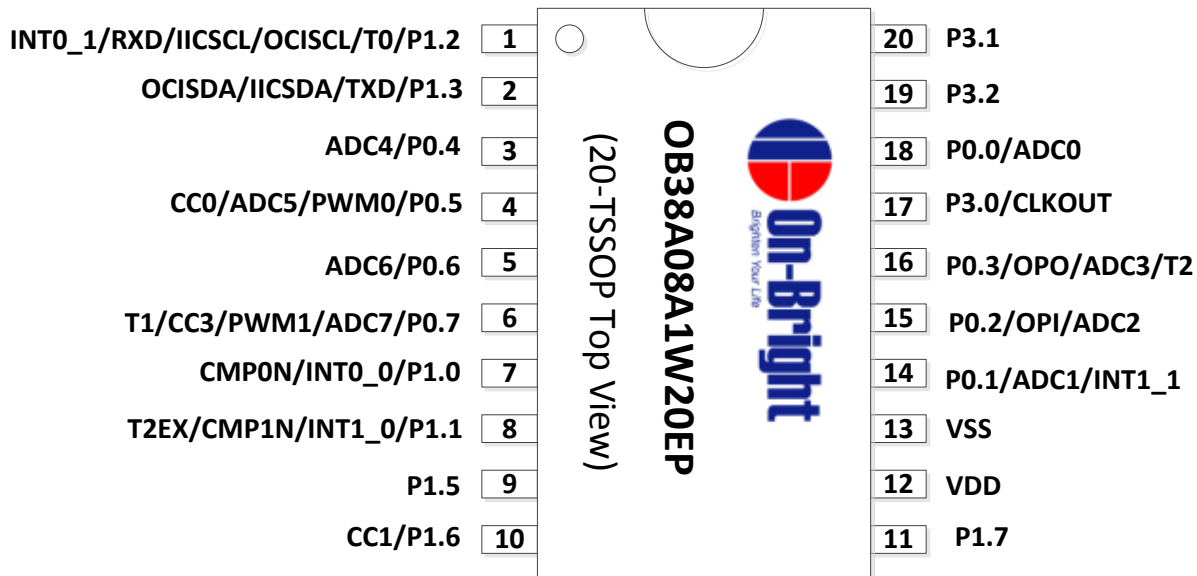 INT0_1/RXD/IICSCL/OCISCL/T0/P1.2 1
OCISDA/IICSDA/TXD/P1.3 2
ADC4/P0.4 3
CC0/ADC5/PWM0/P0.5 4
ADC6/P0.6 5
T1/CC3/PWM1/ADC7/P0.7 6
CMP0N/INT0_0/P1.0 7
T2EX/CMP1N/INT1_0/P1.1 8
P1.5 9
CC1/P1.6 10
(20-TSSOP Top View)
OB38A08A1W20EP
On-Bright
Brighten Your Life
20 P3.1
19 P3.2
18 P0.0/ADC0
17 P3.0/CLKOUT
16 P0.3/OPO/ADC3/T2
15 P0.2/OPI/ADC2
14 P0.1/ADC1/INT1_1
13 VSS
12 VDD
11 P1.7